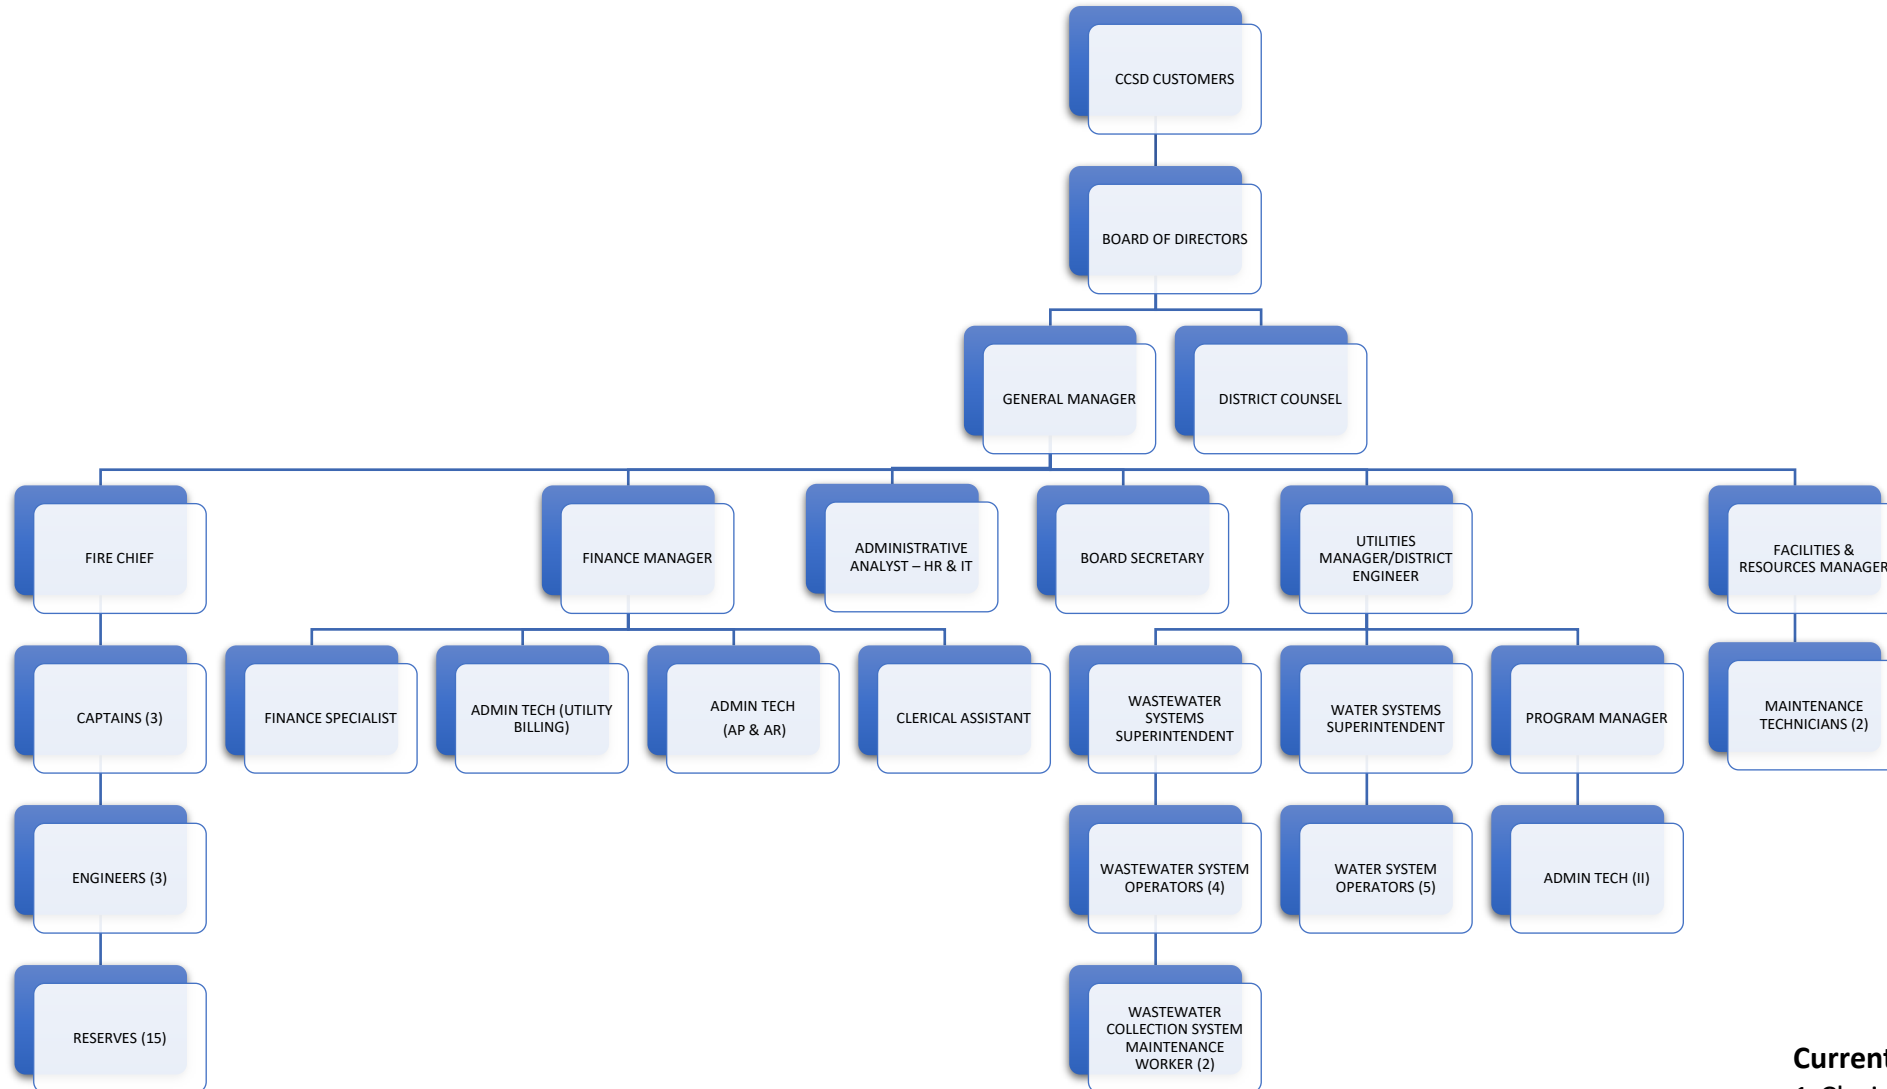 CCSD CUSTOMERS
BOARD OF DIRECTORS
GENERAL MANAGER
DISTRICT COUNSEL
FIRE CHIEF
FINANCE MANAGER
ADMINISTRATIVE
ANALYST – HR & IT
BOARD SECRETARY
UTILITIES
MANAGER/DISTRICT
ENGINEER
FACILITIES &
RESOURCES MANAGER
CAPTAINS (3)
FINANCE SPECIALIST
ADMIN TECH (UTILITY
BILLING)
ADMIN TECH
(AP & AR)
CLERICAL ASSISTANT
WASTEWATER
SYSTEMS
SUPERINTENDENT
WATER SYSTEMS
SUPERINTENDENT
PROGRAM MANAGER
MAINTENANCE
TECHNICIANS (2)
ENGINEERS (3)
WASTEWATER SYSTEM
OPERATORS (4)
WATER SYSTEM
OPERATORS (5)
ADMIN TECH (II)
RESERVES (15)
WASTEWATER
COLLECTION SYSTEM
MAINTENANCE
WORKER (2)
Current